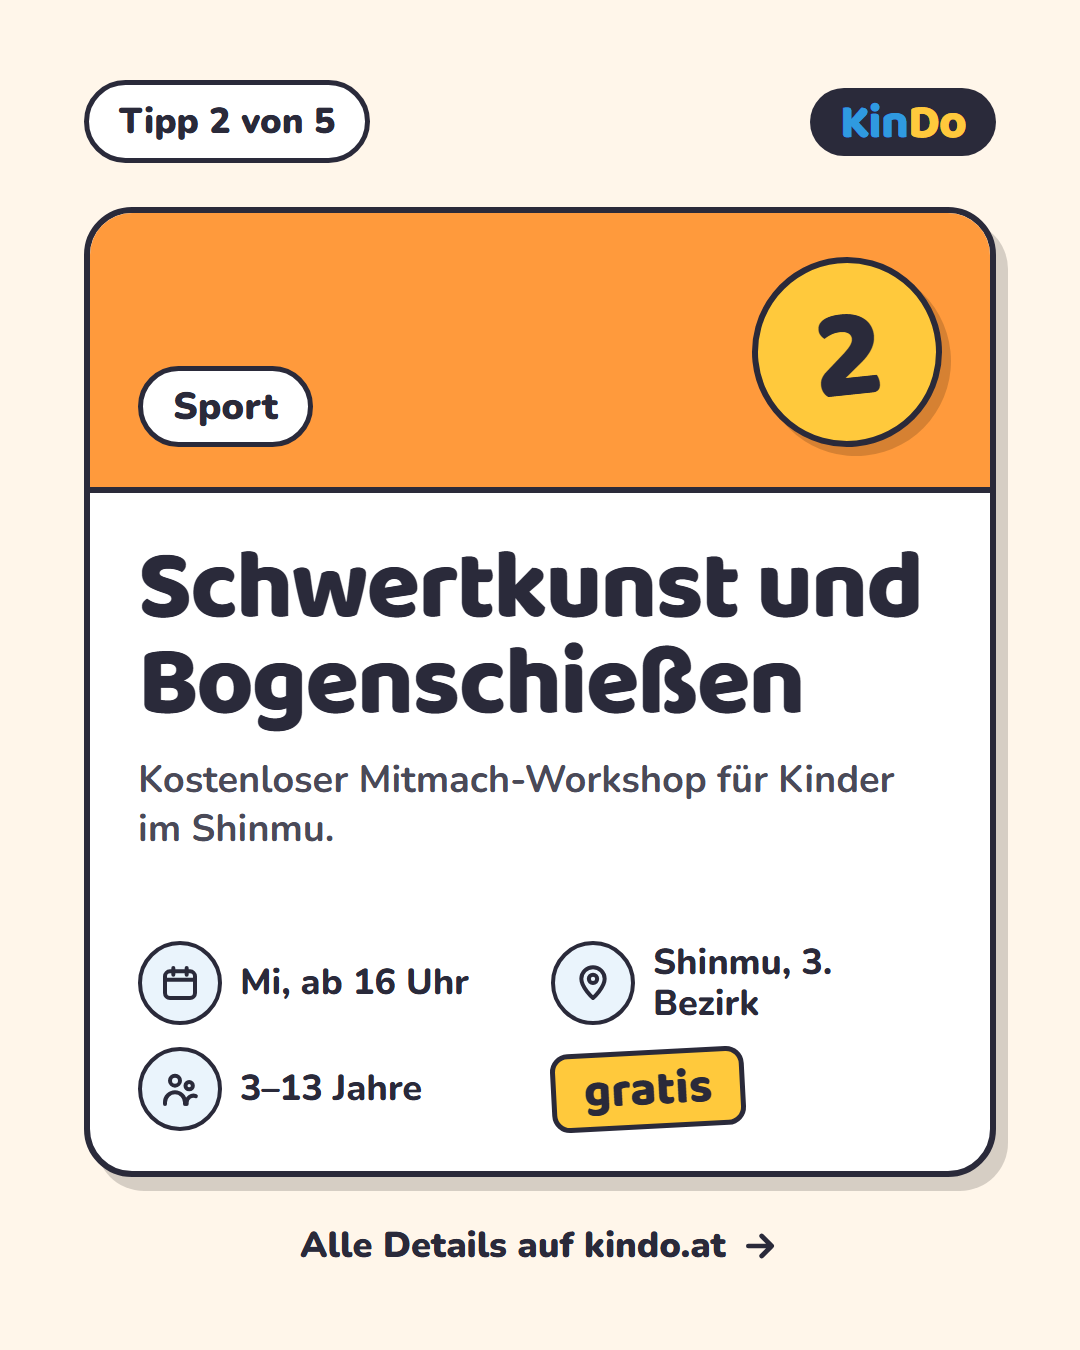 Tipp 2 von 5
KinDo
2
Sport
Schwertkunst und
Bogenschießen
Kostenloser Mitmach-Workshop für Kinder
im Shinmu.
Mi, ab 16 Uhr
Shinmu, 3.
Bezirk
3–13 Jahre
gratis
Alle Details auf kindo.at →